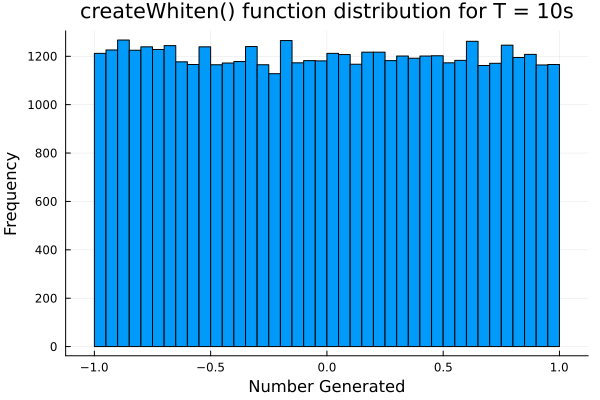 createWhiten() function distribution for T = 10s
Frequency
1200
1000
800
600
400
200
0
−1.0 −0.5 0.0 0.5 1.0
Number Generated